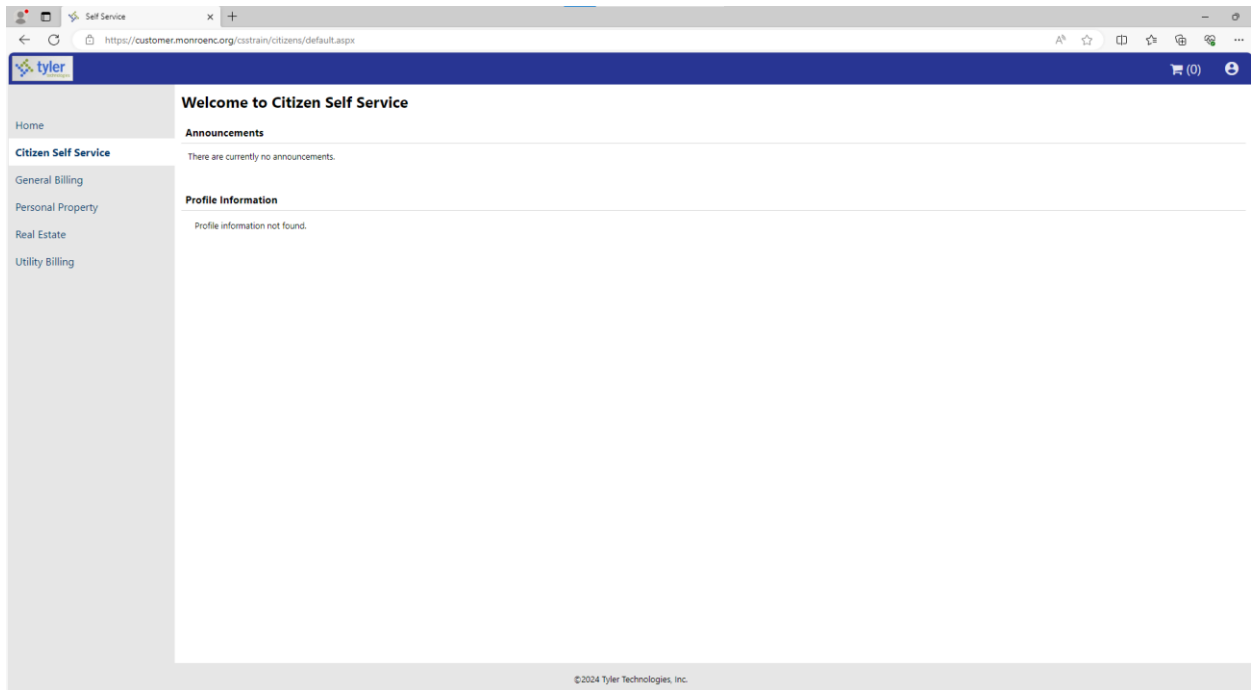 Self Service
https://customer.monroenc.org/csstrain/citizens/default.aspx
tyler
(0)
Welcome to Citizen Self Service
Home
Announcements
Citizen Self Service
There are currently no announcements.
General Billing
Profile Information
Personal Property
Profile information not found.
Real Estate
Utility Billing
©2024 Tyler Technologies, Inc.